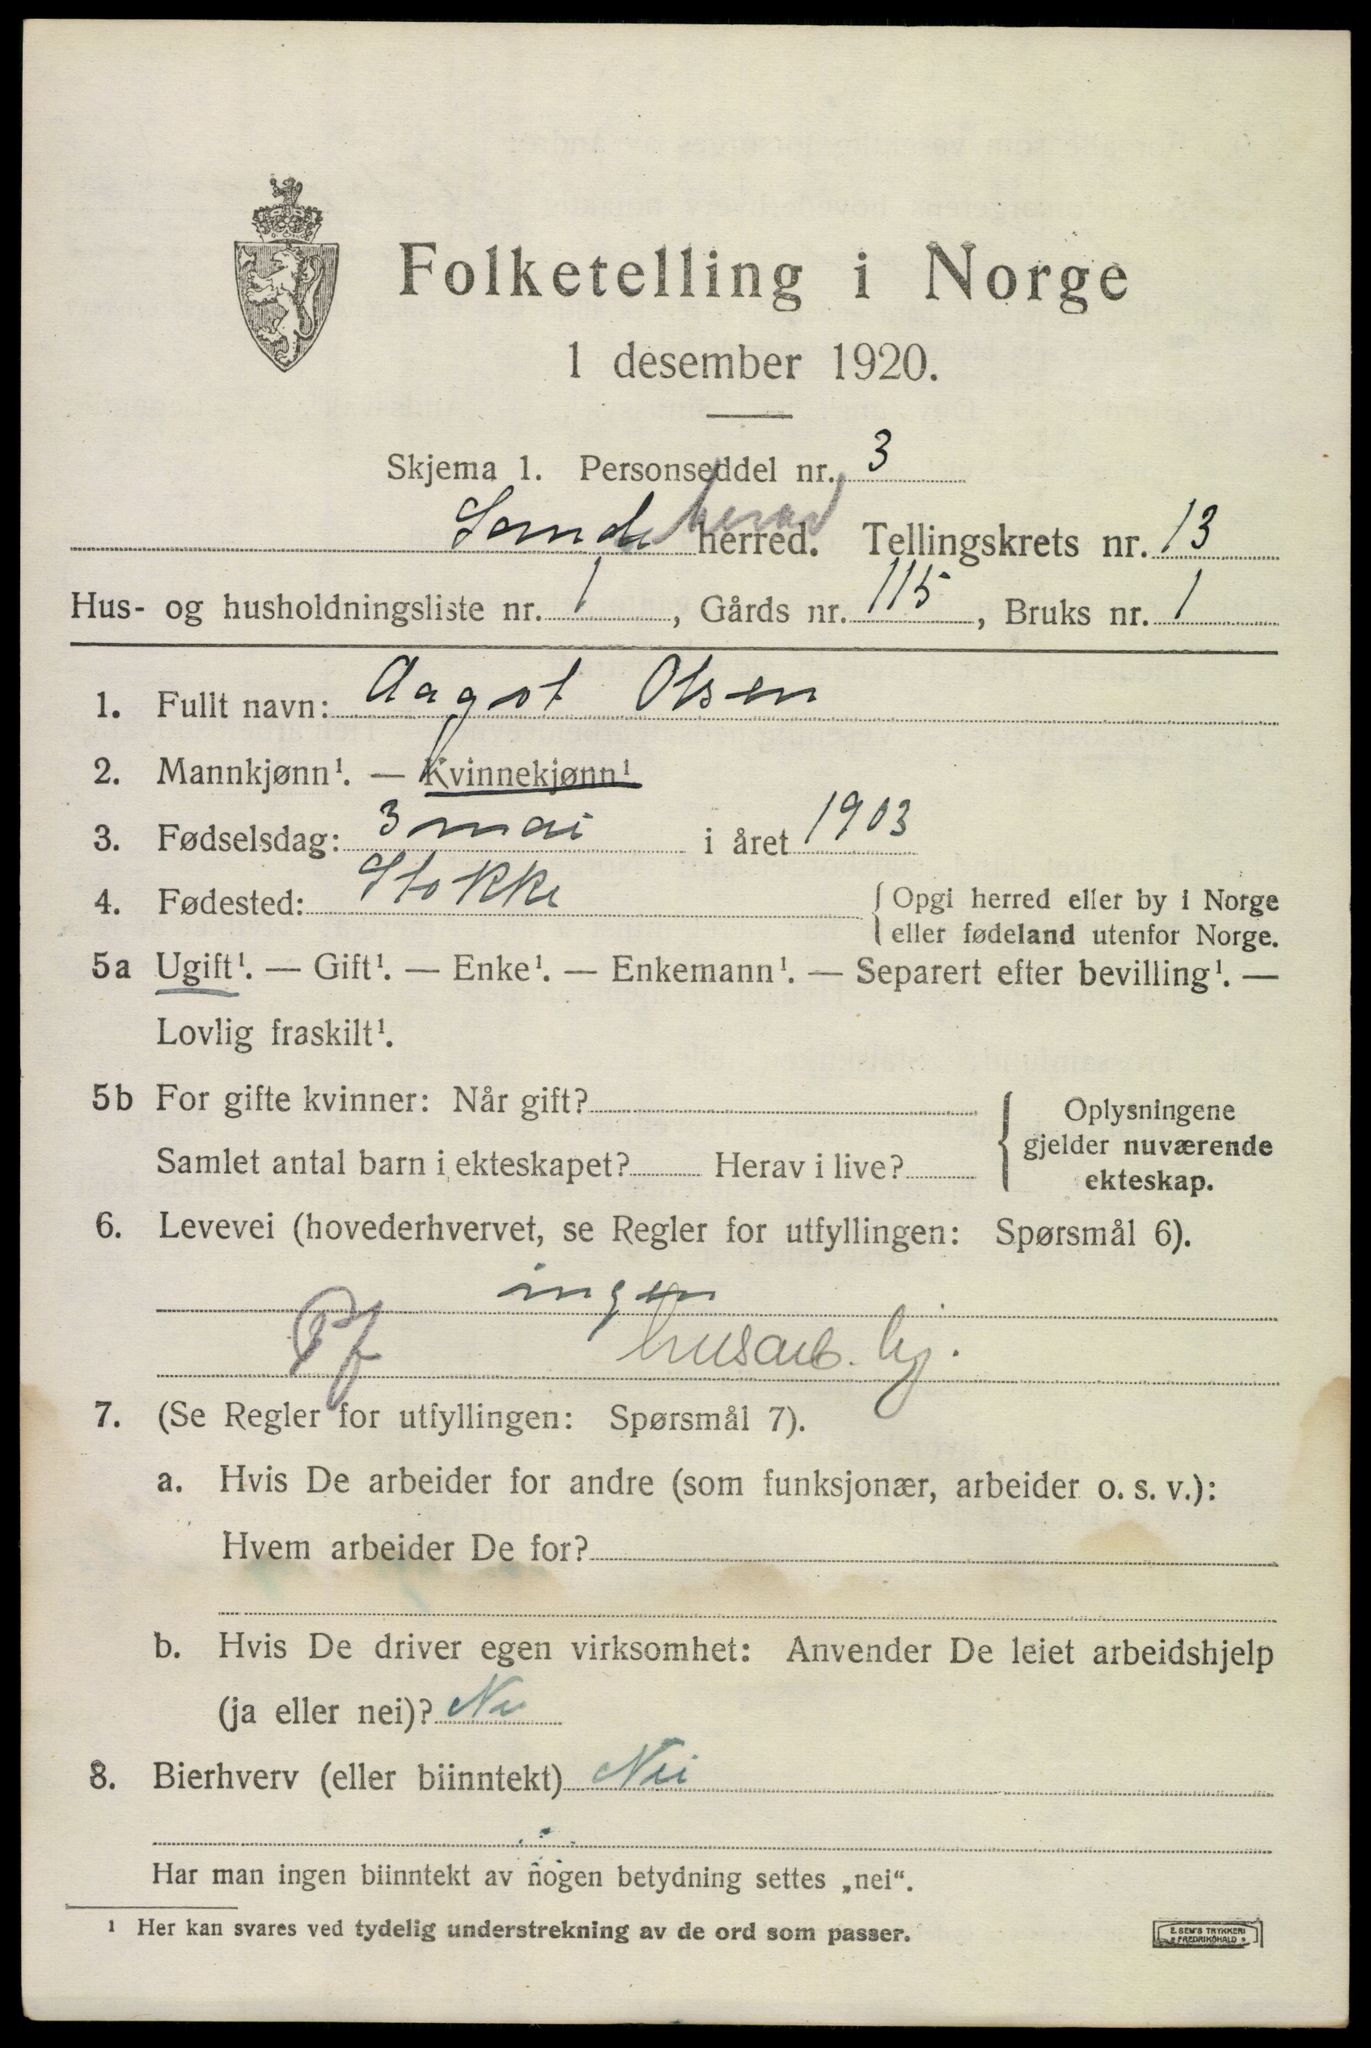 Folketelling i Norge
1 desember 1920.
Skjema 1. Personseddel nr. 3
Sandeherad herred. Tellingskrets nr. 13
Hus- og husholdningsliste nr. 1, Gårds nr. 115, Bruks nr. 1
1. Fullt navn: Aagot Olsen
2. Mannkjønn¹. — Kvinnekjønn¹
3. Fødselsdag: 3 mai i året 1903
4. Fødested: Stokke { Opgi herred eller by i Norge
eller fødeland utenfor Norge.
5a Ugift¹. — Gift¹. — Enke¹. — Enkemann¹. — Separert efter bevilling¹. —
Lovlig fraskilt¹.
5b For gifte kvinner: Når gift? { Oplysningene
Samlet antal barn i ekteskapet? Herav i live? gjelder nuværende
ekteskap.
6. Levevei (hovederhvervet, se Regler for utfyllingen: Spørsmål 6).
ingen
Pf husarb. hj.
7. (Se Regler for utfyllingen: Spørsmål 7).
a. Hvis De arbeider for andre (som funksjonær, arbeider o. s. v.):
Hvem arbeider De for?
b. Hvis De driver egen virksomhet: Anvender De leiet arbeidshjelp
(ja eller nei)? Nei
8. Bierhverv (eller biinntekt) Nei
Har man ingen biinntekt av nogen betydning settes „nei".
¹ Her kan svares ved tydelig understrekning av de ord som passer.
E. SEM'S TRYKKERI
FREDRIKSHALD